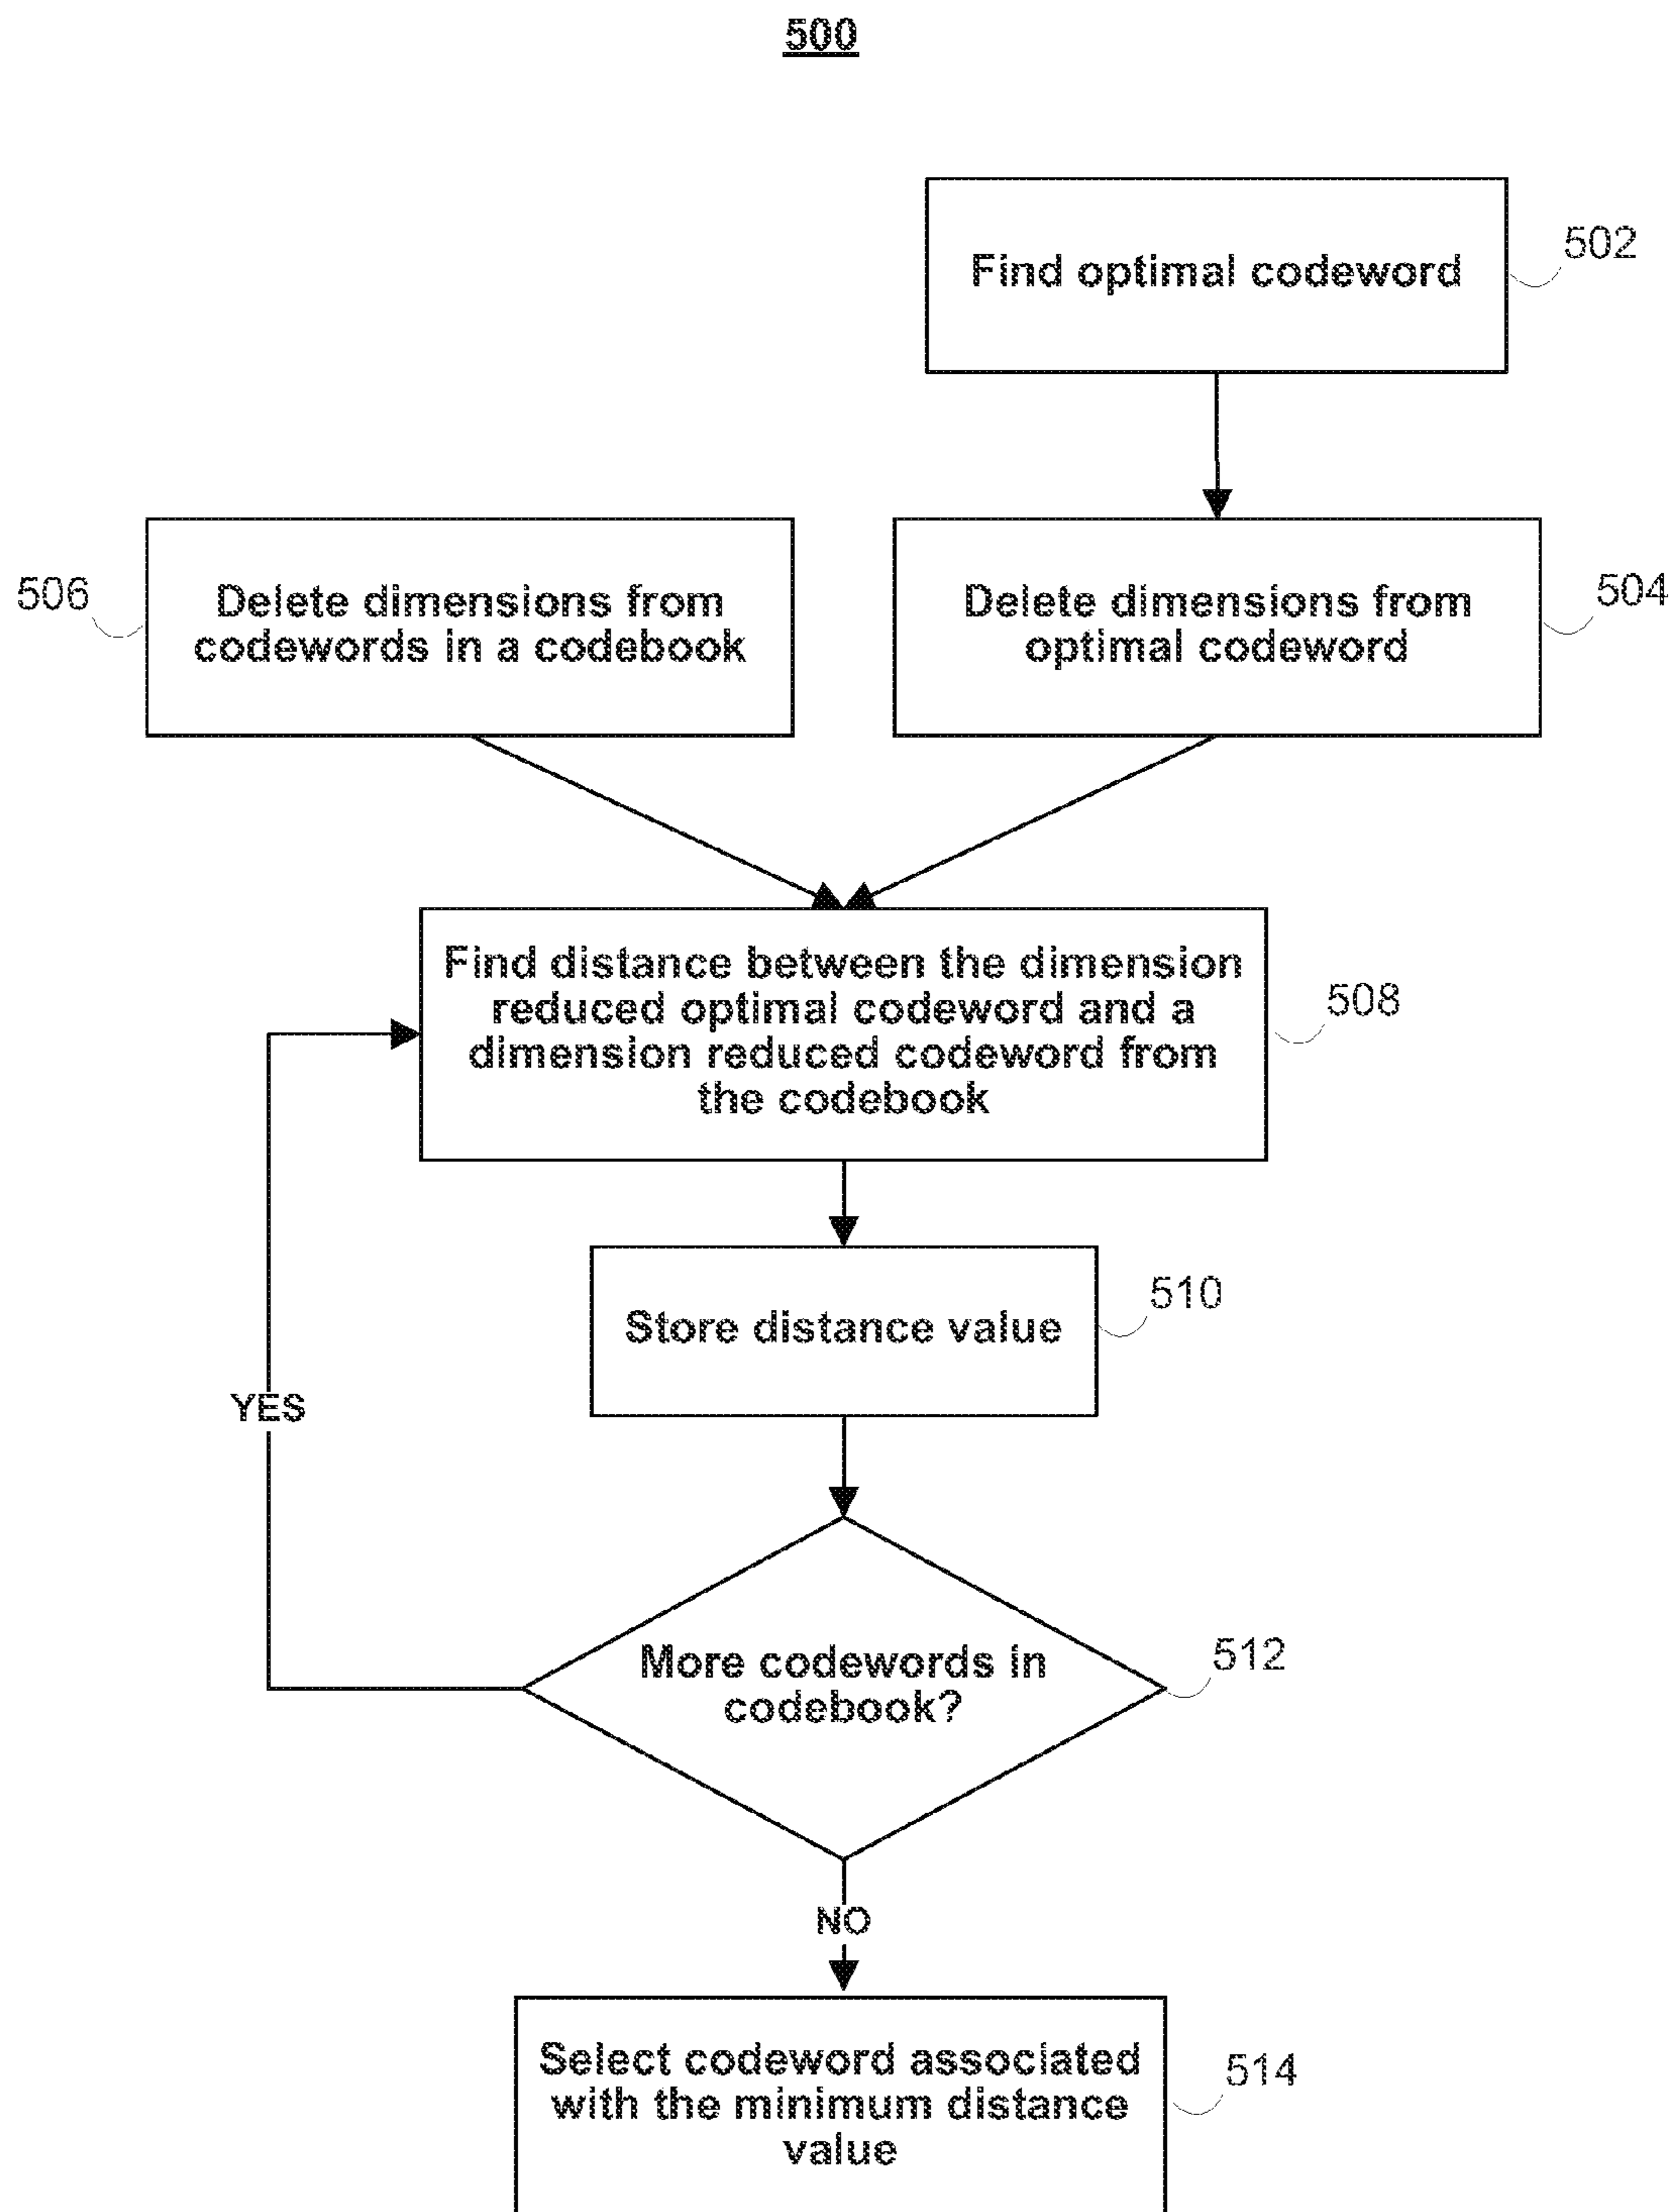 500
Find optimal codeword
502
506
Delete dimensions from
codewords in a codebook
Delete dimensions from
optimal codeword
504
Find distance between the dimension
reduced optimal codeword and a
dimension reduced codeword from
the codebook
508
Store distance value
510
YES
More codewords in
codebook?
512
NO
Select codeword associated
with the minimum distance
value
514